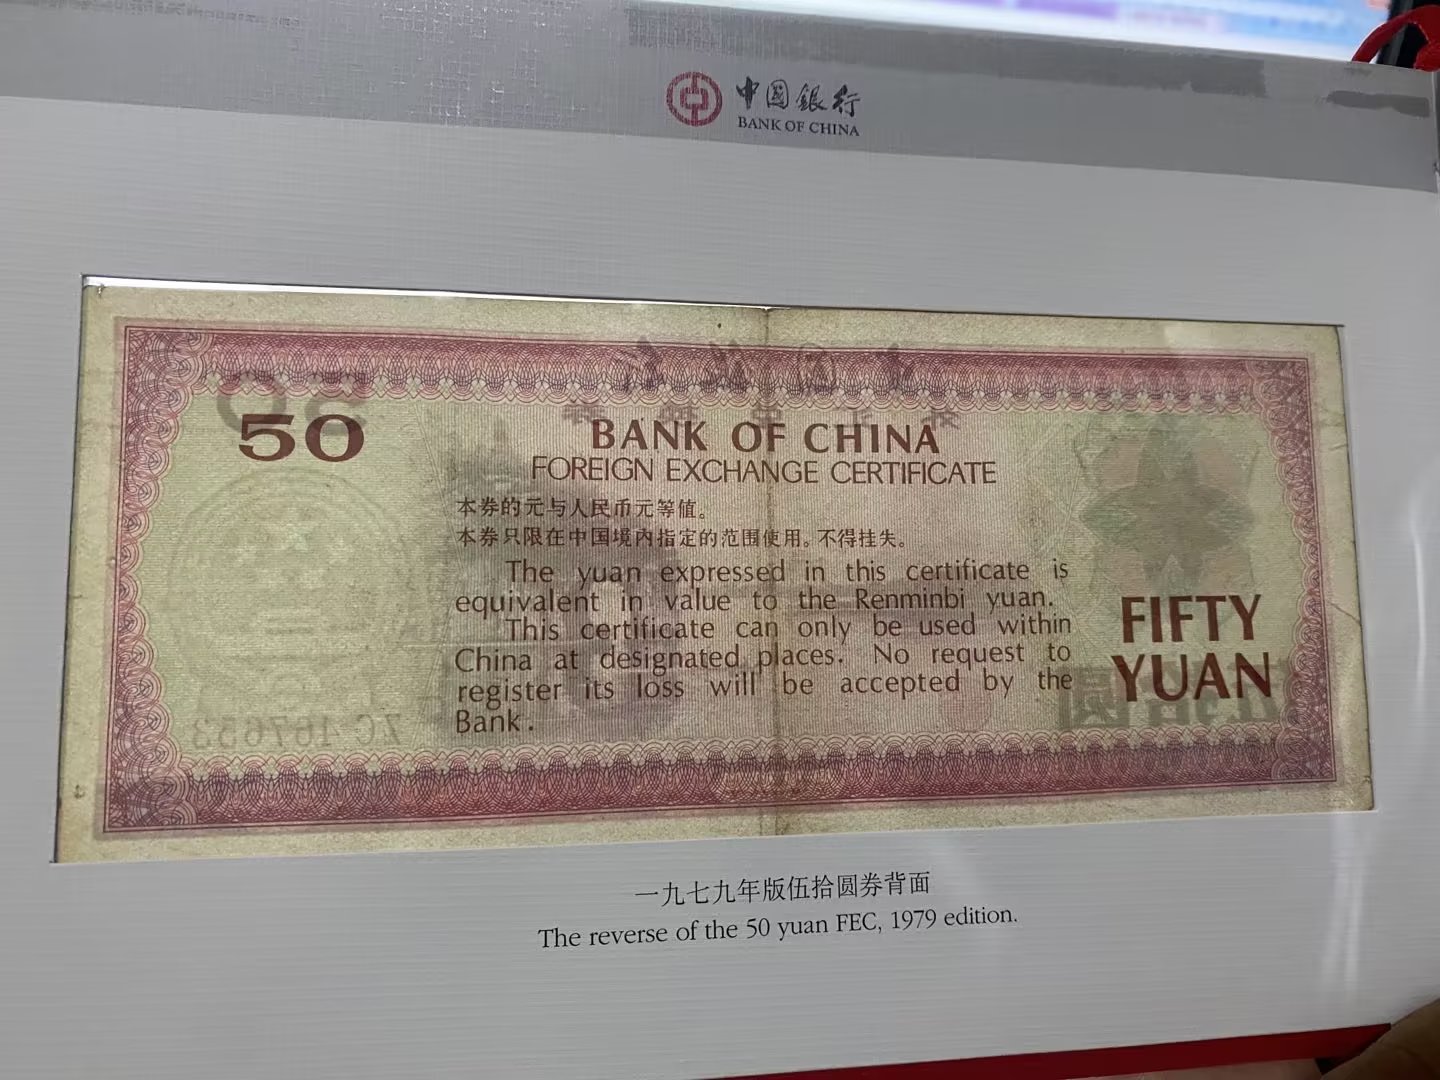 中國銀行
BANK OF CHINA
50
BANK OF CHINA
FOREIGN EXCHANGE CERTIFICATE
本券的元与人民币元等值。
本券只限在中国境内指定的范围使用。不得挂失。
The yuan expressed in this certificate is
equivalent in value to the Renminbi yuan.
This certificate can only be used within
China at designated places. No request to
register its loss will be accepted by the
Bank.
FIFTY
YUAN
ZC 467653
一九七九年版伍拾圆券背面
The reverse of the 50 yuan FEC, 1979 edition.